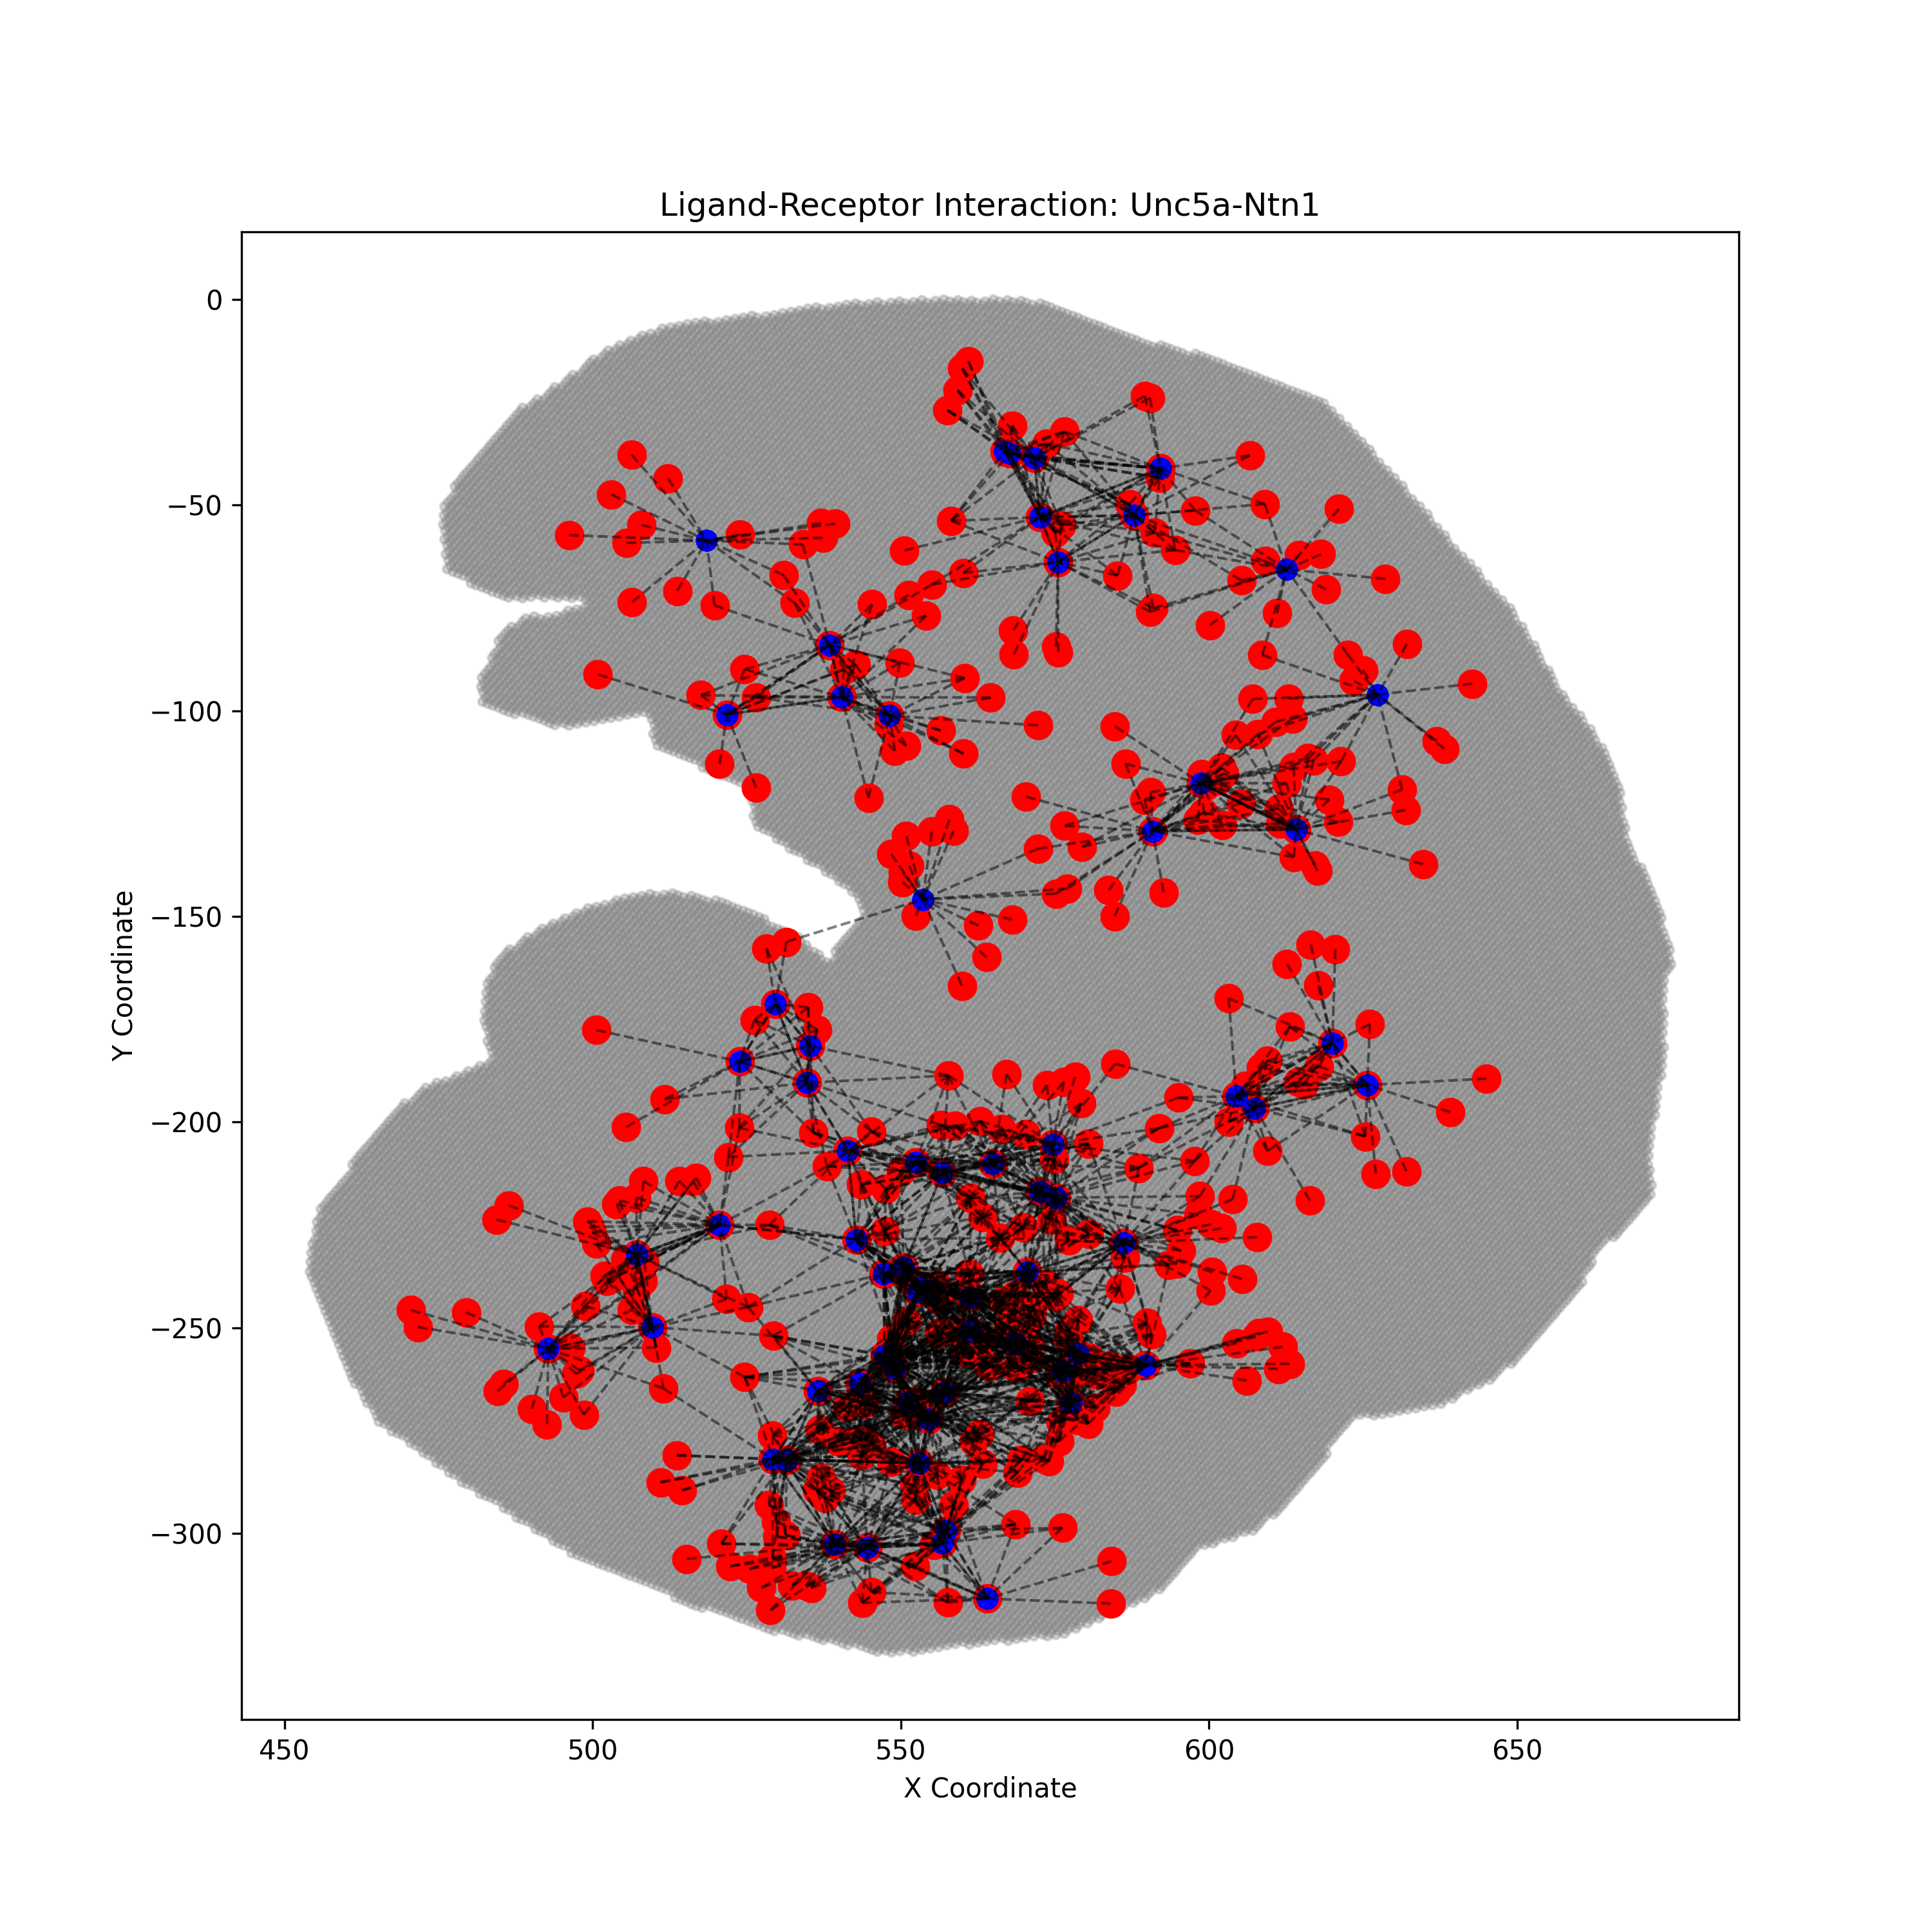 Ligand-Receptor Interaction: Unc5a-Ntn1
0
−50
−100
−150
−200
−250
−300
Y Coordinate
450 500 550 600 650
X Coordinate